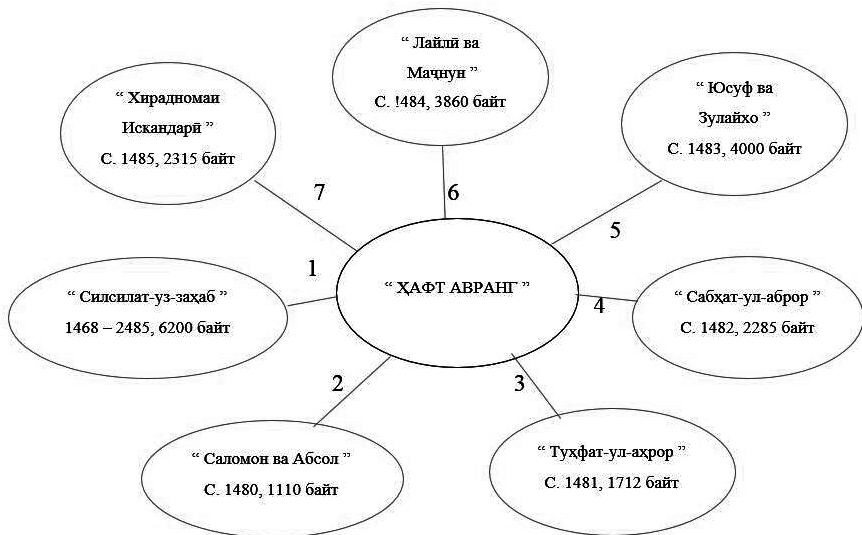 “ Лайлӣ ва
Маҷнун ”
С. !484, 3860 байт
“ Хирадномаи
Искандарӣ ”
С. 1485, 2315 байт
“ Юсуф ва
Зулайхо ”
С. 1483, 4000 байт
7
6
5
1
“ ҲАФТ АВРАНГ ”
“ Силсилат-уз-заҳаб ”
1468 – 2485, 6200 байт
4
“ Сабҳат-ул-аброр ”
С. 1482, 2285 байт
2
3
“ Саломон ва Абсол ”
С. 1480, 1110 байт
“ Туҳфат-ул-аҳрор ”
С. 1481, 1712 байт